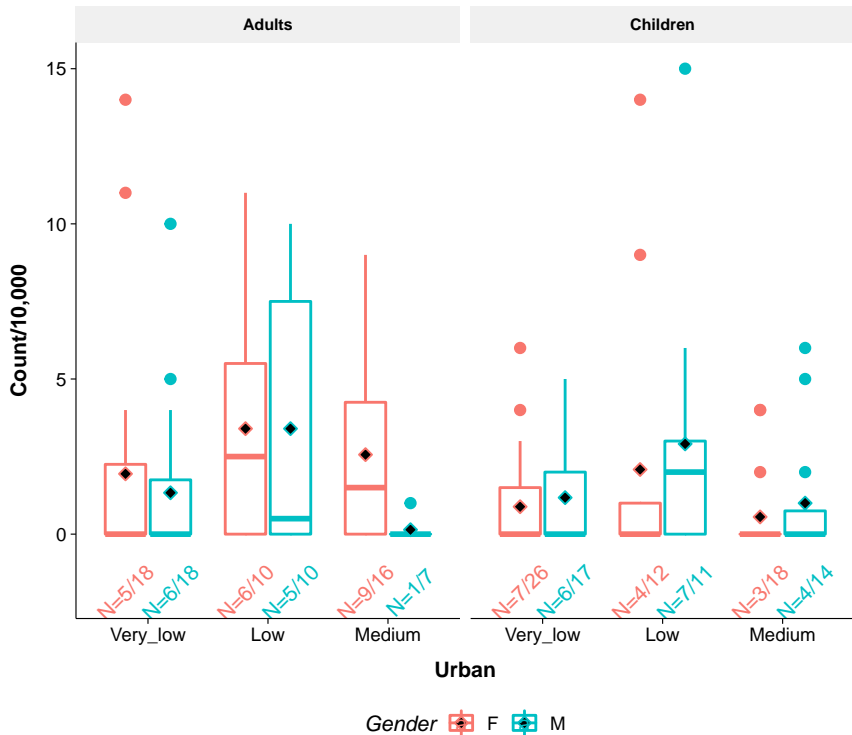 Adults
Children
Count/10,000
15
10
5
0
N=5/18
N=6/18
N=6/10
N=5/10
N=9/16
N=1/7
N=7/26
N=6/17
N=4/12
N=7/11
N=3/18
N=4/14
Very_low
Low
Medium
Very_low
Low
Medium
Urban
Gender F M